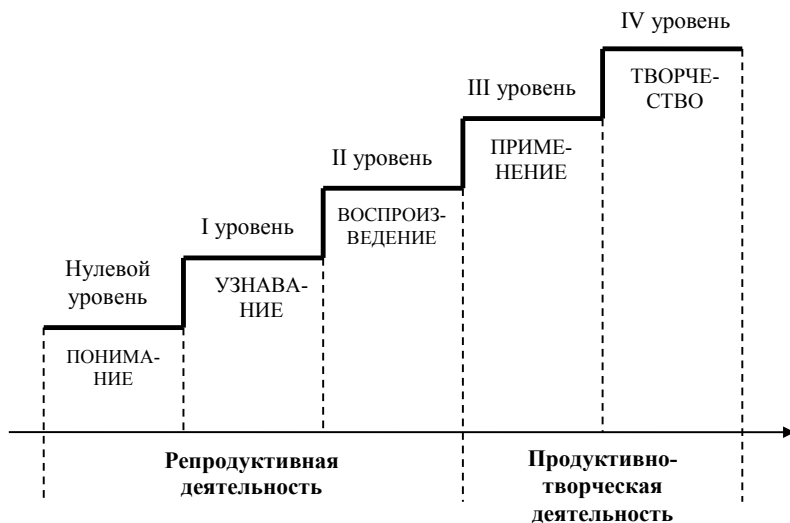 IV уровень
ТВОРЧЕ-
СТВО
III уровень
ПРИМЕ-
НЕНИЕ
II уровень
ВОСПРОИЗ-
ВЕДЕНИЕ
I уровень
УЗНАВА-
НИЕ
Нулевой
уровень
ПОНИМА-
НИЕ
Репродуктивная
деятельность
Продуктивно-
творческая
деятельность